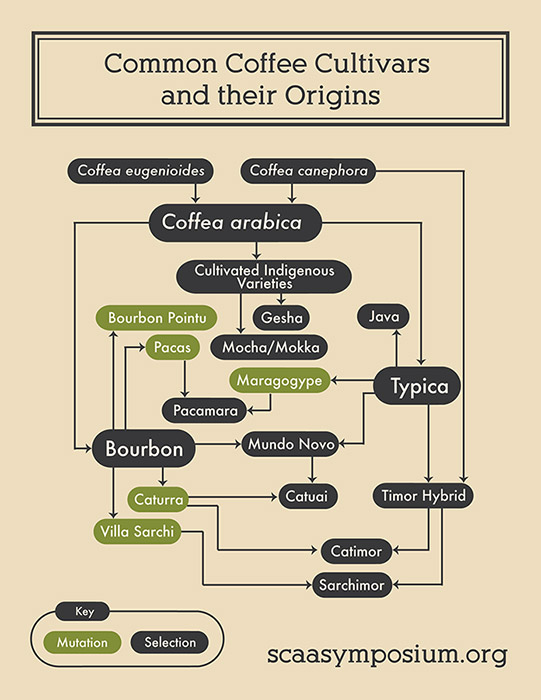 Common Coffee Cultivars
and their Origins
Coffea eugenioides
Coffea canephora
Coffea arabica
Cultivated Indigenous
Varieties
Bourbon Pointu
Gesha
Java
Pacas
Mocha/Mokka
Maragogype
Typica
Pacamara
Bourbon
Mundo Novo
Caturra
Catuai
Timor Hybrid
Villa Sarchi
Catimor
Sarchimor
Key
Mutation
Selection
scaasymposium.org